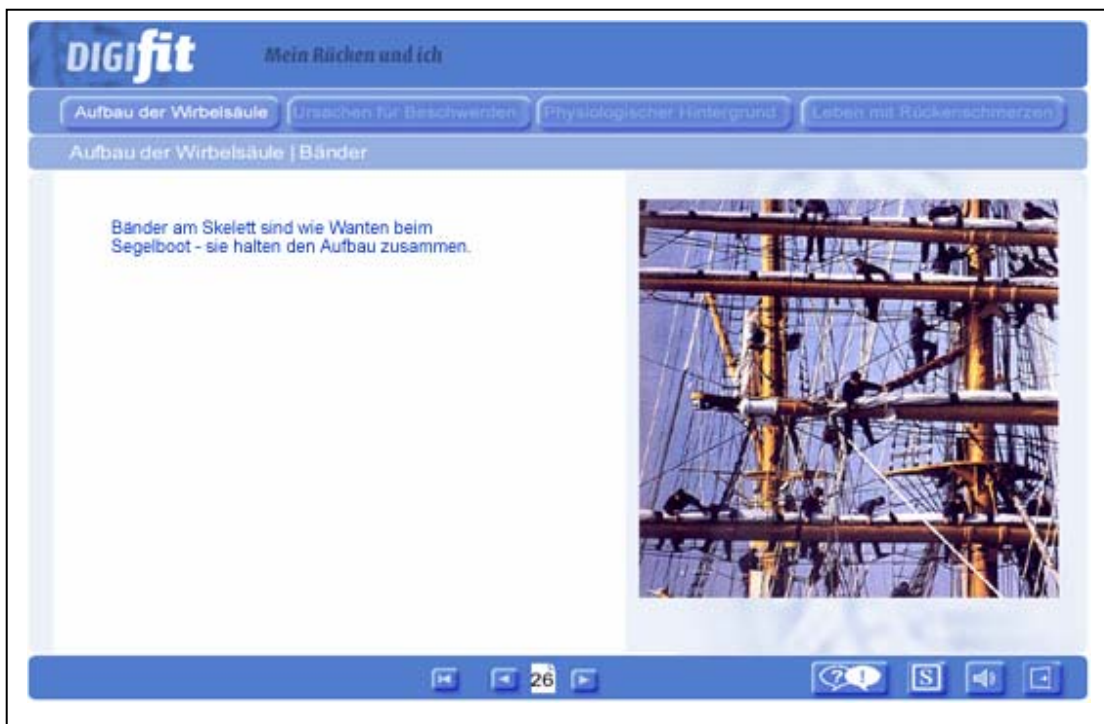 DIGIfit
Mein Rücken und ich
Aufbau der Wirbelsäule
Ursachen für Beschwerden
Physiologischer Hintergrund
Leben mit Rückenschmerzen
Aufbau der Wirbelsäule | Bänder
Bänder am Skelett sind wie Wanten beim
Segelboot - sie halten den Aufbau zusammen.
26
?!
S